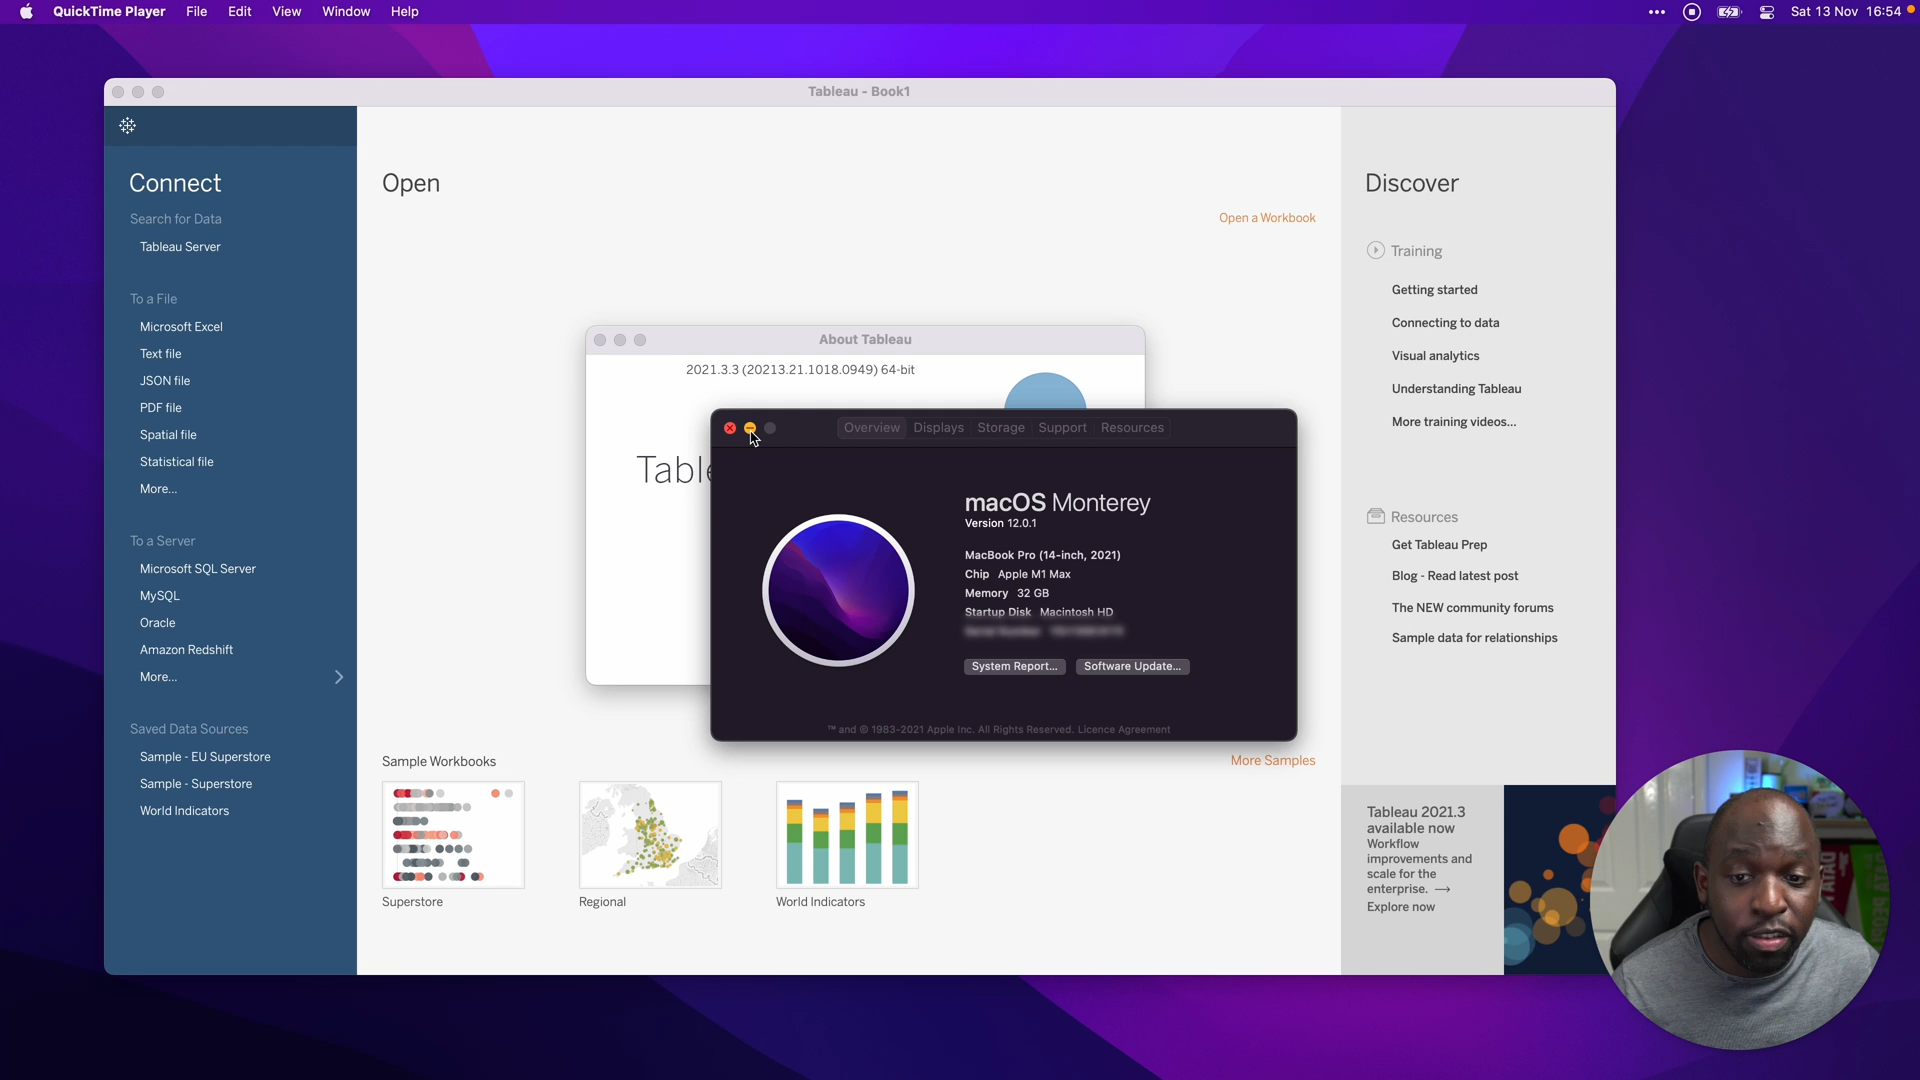 QuickTime Player File Edit View Window Help
Sat 13 Nov 16:54
Tableau - Book1
Connect
Search for Data
Tableau Server
To a File
Microsoft Excel
Text file
JSON file
PDF file
Spatial file
Statistical file
More...
To a Server
Microsoft SQL Server
MySQL
Oracle
Amazon Redshift
More...
Saved Data Sources
Sample - EU Superstore
Sample - Superstore
World Indicators
Open
Open a Workbook
About Tableau
2021.3.3 (20213.21.1018.0949) 64-bit
Overview Displays Storage Support Resources
macOS Monterey
Version 12.0.1
MacBook Pro (14-inch, 2021)
Chip Apple M1 Max
Memory 32 GB
Startup Disk Macintosh HD
System Report... Software Update...
™ and © 1983-2021 Apple Inc. All Rights Reserved. Licence Agreement
Sample Workbooks
More Samples
Superstore
Regional
World Indicators
Discover
Training
Getting started
Connecting to data
Visual analytics
Understanding Tableau
More training videos...
Resources
Get Tableau Prep
Blog - Read latest post
The NEW community forums
Sample data for relationships
Tableau 2021.3
available now
Workflow
improvements and
scale for the
enterprise. →
Explore now